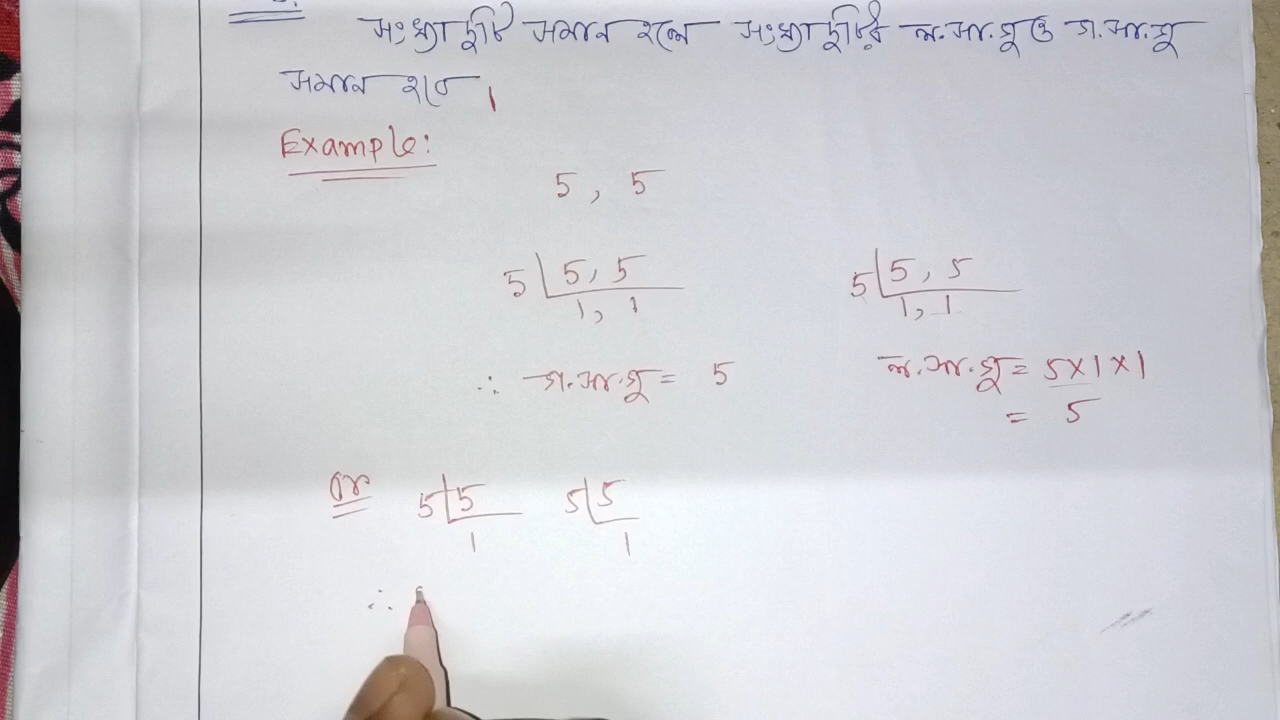 সংখ্যাদুটি সমান হলে সংখ্যাদুটির ল.সা.গু ও গ.সা.গু
সমান হবে।
Example:
5, 5
5 | 5, 5
1, 1
5 | 5, 5
1, 1
∴ গ.সা.গু = 5
ল.সা.গু = 5×1×1
= 5
Or 5 | 5 5 | 5
1 1
∴